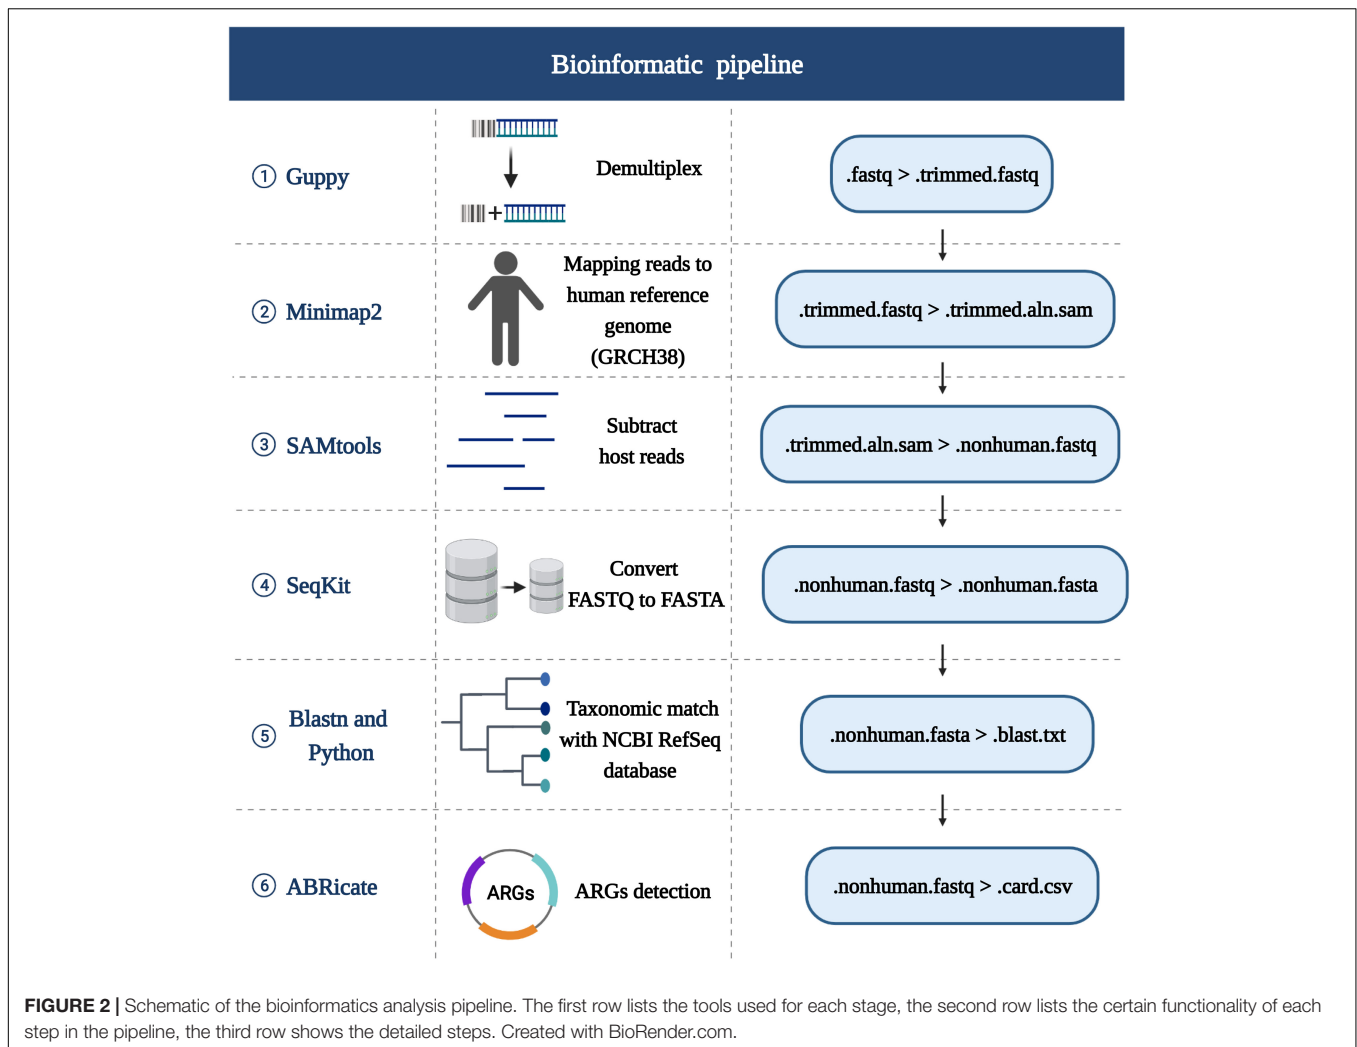 Bioinformatic pipeline
1 Guppy
Demultiplex
.fastq > .trimmed.fastq
2 Minimap2
Mapping reads to
human reference
genome
(GRCH38)
.trimmed.fastq > .trimmed.aln.sam
3 SAMtools
Subtract
host reads
.trimmed.aln.sam > .nonhuman.fastq
4 SeqKit
Convert
FASTQ to FASTA
.nonhuman.fastq > .nonhuman.fasta
5 Blastn and
Python
Taxonomic match
with NCBI RefSeq
database
.nonhuman.fasta > .blast.txt
6 ABRicate
ARGs
ARGs detection
.nonhuman.fastq > .card.csv
FIGURE 2 | Schematic of the bioinformatics analysis pipeline. The first row lists the tools used for each stage, the second row lists the certain functionality of each
step in the pipeline, the third row shows the detailed steps. Created with BioRender.com.